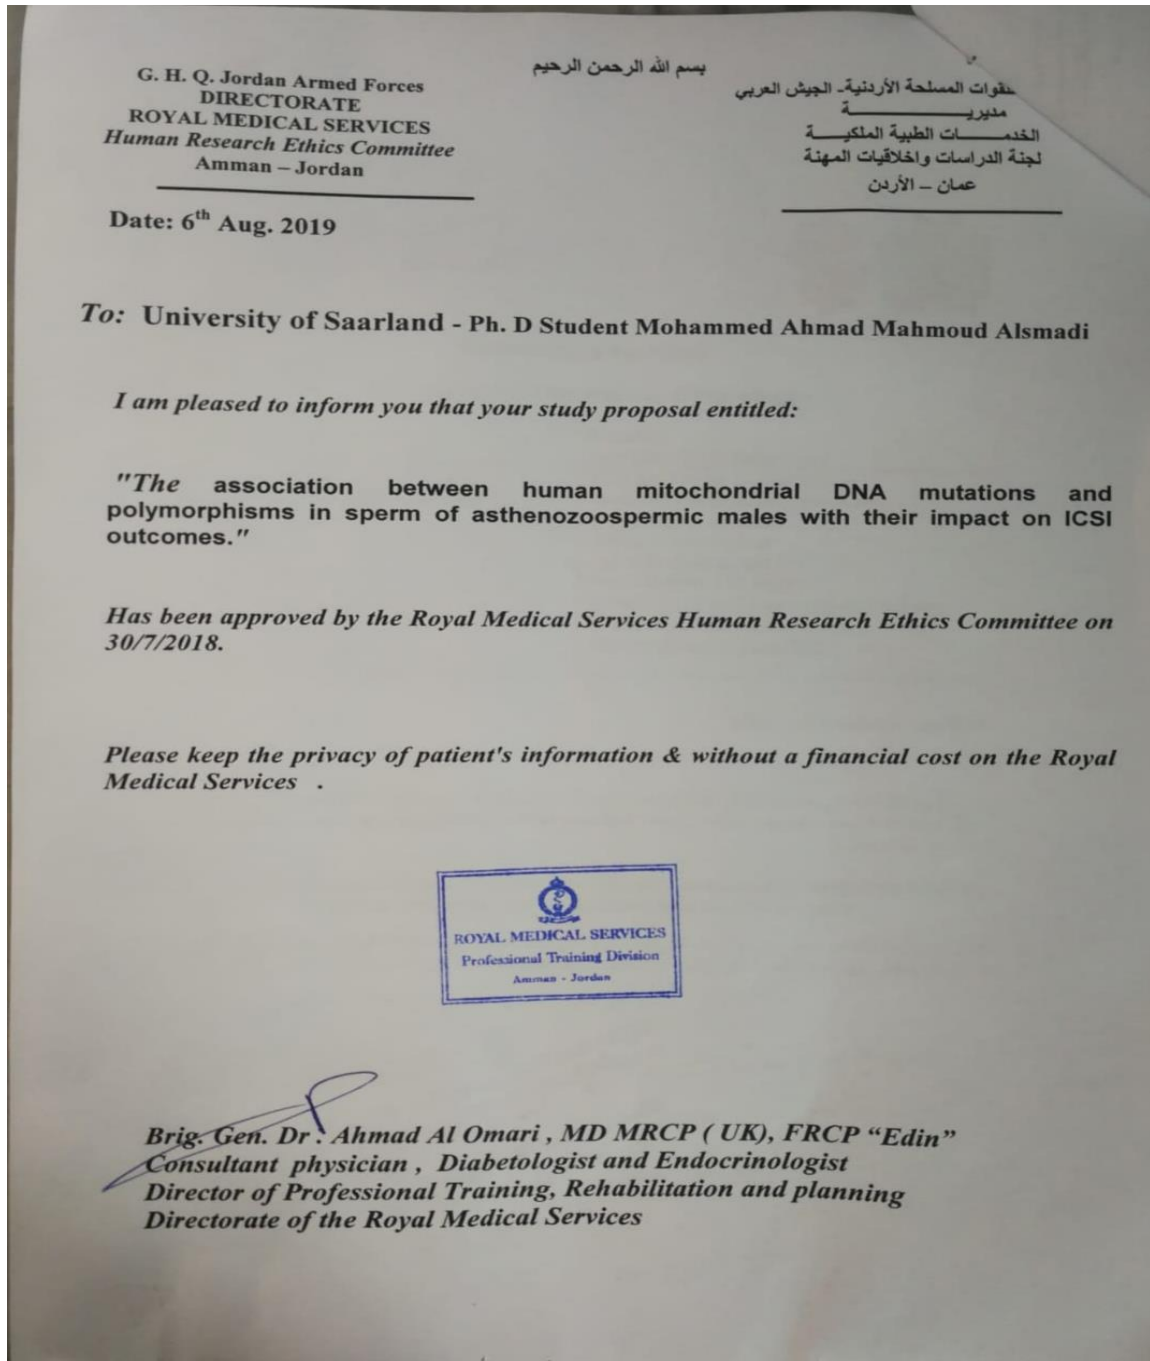 بسم الله الرحمن الرحيم
G. H. Q. Jordan Armed Forces
DIRECTORATE
ROYAL MEDICAL SERVICES
Human Research Ethics Committee
Amman – Jordan
المسلحة الأردنية- الجيش العربي
مديريـــــــــــة
الخدمــــــات الطبية الملكيــــــة
لجنة الدراسات واخلاقيات المهنة
عمان – الأردن
Date: 6th Aug. 2019
To: University of Saarland - Ph. D Student Mohammed Ahmad Mahmoud Alsmadi
I am pleased to inform you that your study proposal entitled:
"The association between human mitochondrial DNA mutations and
polymorphisms in sperm of asthenozoospermic males with their impact on ICSI
outcomes."
Has been approved by the Royal Medical Services Human Research Ethics Committee on
30/7/2018.
Please keep the privacy of patient's information & without a financial cost on the Royal
Medical Services .
ROYAL MEDICAL SERVICES
Professional Training Division
Amman - Jordan
Brig. Gen. Dr. Ahmad Al Omari , MD MRCP ( UK), FRCP “Edin”
Consultant physician , Diabetologist and Endocrinologist
Director of Professional Training, Rehabilitation and planning
Directorate of the Royal Medical Services